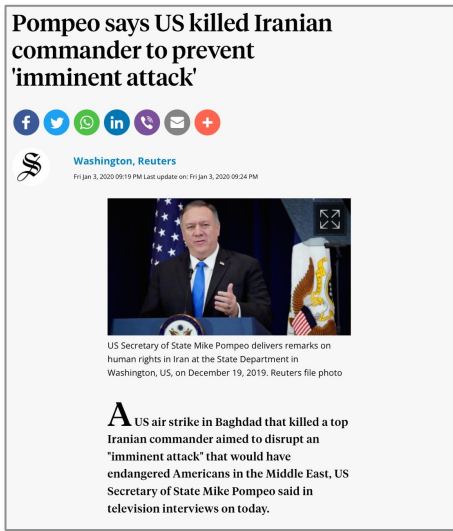 Pompeo says US killed Iranian
commander to prevent
'imminent attack'
Washington, Reuters
Fri Jan 3, 2020 09:19 PM Last update on: Fri Jan 3, 2020 09:24 PM
US Secretary of State Mike Pompeo delivers remarks on
human rights in Iran at the State Department in
Washington, US, on December 19, 2019. Reuters file photo
A US air strike in Baghdad that killed a top
Iranian commander aimed to disrupt an
"imminent attack" that would have
endangered Americans in the Middle East, US
Secretary of State Mike Pompeo said in
television interviews on today.